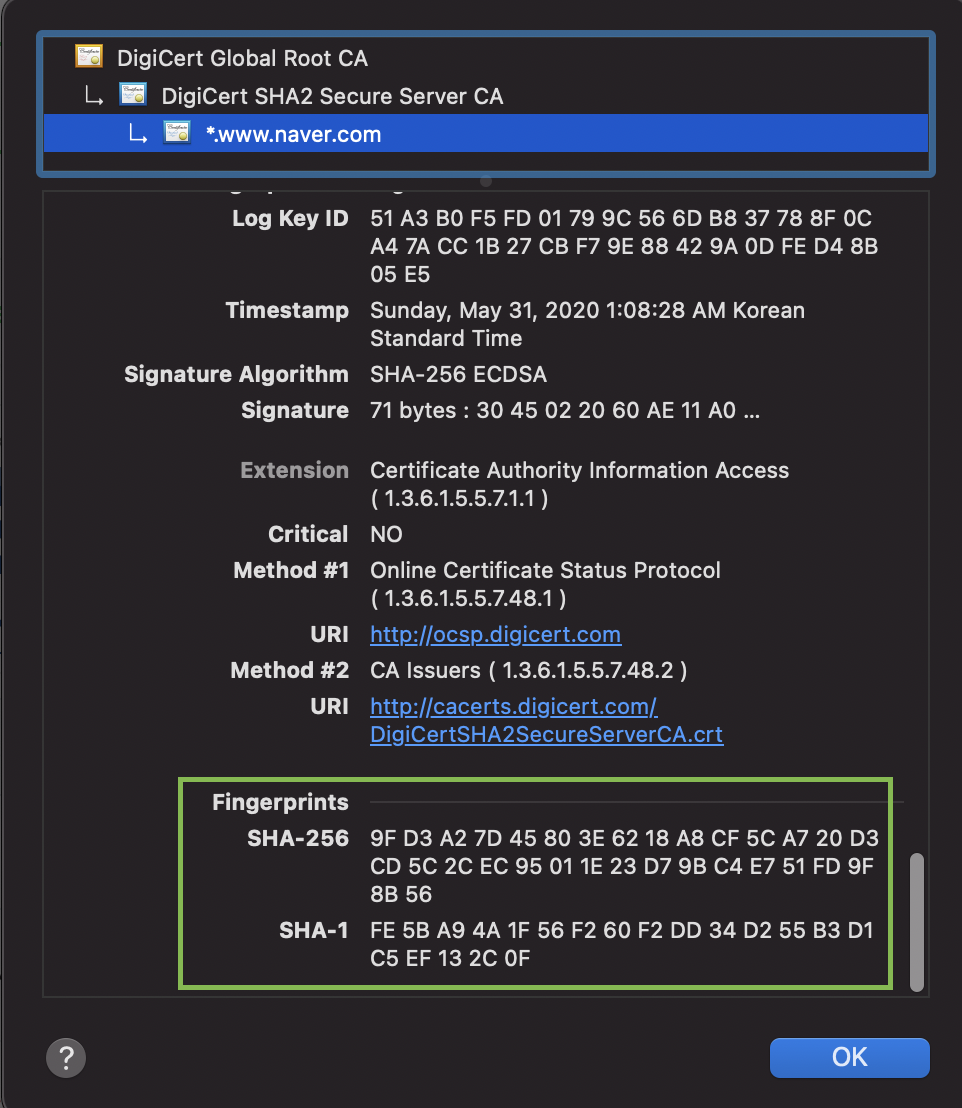 DigiCert Global Root CA
DigiCert SHA2 Secure Server CA
*.www.naver.com
Log Key ID 51 A3 B0 F5 FD 01 79 9C 56 6D B8 37 78 8F 0C
A4 7A CC 1B 27 CB F7 9E 88 42 9A 0D FE D4 8B
05 E5
Timestamp Sunday, May 31, 2020 1:08:28 AM Korean
Standard Time
Signature Algorithm SHA-256 ECDSA
Signature 71 bytes : 30 45 02 20 60 AE 11 A0 ...
Extension Certificate Authority Information Access
( 1.3.6.1.5.5.7.1.1 )
Critical NO
Method #1 Online Certificate Status Protocol
( 1.3.6.1.5.5.7.48.1 )
URI http://ocsp.digicert.com
Method #2 CA Issuers ( 1.3.6.1.5.5.7.48.2 )
URI http://cacerts.digicert.com/
DigiCertSHA2SecureServerCA.crt
Fingerprints
SHA-256 9F D3 A2 7D 45 80 3E 62 18 A8 CF 5C A7 20 D3
CD 5C 2C EC 95 01 1E 23 D7 9B C4 E7 51 FD 9F
8B 56
SHA-1 FE 5B A9 4A 1F 56 F2 60 F2 DD 34 D2 55 B3 D1
C5 EF 13 2C 0F
?
OK